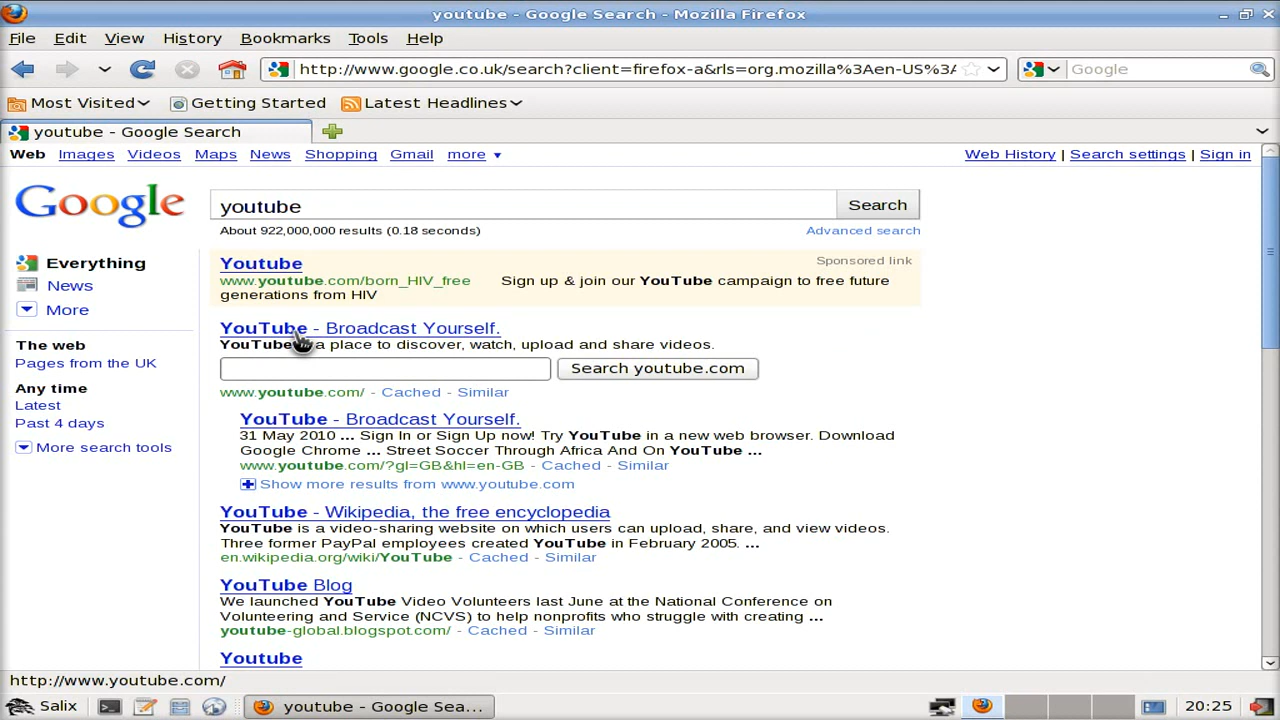 youtube - Google Search - Mozilla Firefox
File Edit View History Bookmarks Tools Help
http://www.google.co.uk/search?client=firefox-a&rls=org.mozilla%3Aen-US%3A Google
Most Visited Getting Started Latest Headlines
youtube - Google Search
Web Images Videos Maps News Shopping Gmail more Web History | Search settings | Sign in
Google youtube Search
About 922,000,000 results (0.18 seconds) Advanced search
Everything
News
More
The web
Pages from the UK
Any time
Latest
Past 4 days
More search tools
Youtube Sponsored link
www.youtube.com/born_HIV_free Sign up & join our YouTube campaign to free future
generations from HIV
YouTube - Broadcast Yourself.
YouTube a place to discover, watch, upload and share videos.
Search youtube.com
www.youtube.com/ - Cached - Similar
YouTube - Broadcast Yourself.
31 May 2010 ... Sign In or Sign Up now! Try YouTube in a new web browser. Download
Google Chrome ... Street Soccer Through Africa And On YouTube ...
www.youtube.com/?gl=GB&hl=en-GB - Cached - Similar
Show more results from www.youtube.com
YouTube - Wikipedia, the free encyclopedia
YouTube is a video-sharing website on which users can upload, share, and view videos.
Three former PayPal employees created YouTube in February 2005. ...
en.wikipedia.org/wiki/YouTube - Cached - Similar
YouTube Blog
We launched YouTube Video Volunteers last June at the National Conference on
Volunteering and Service (NCVS) to help nonprofits who struggle with creating ...
youtube-global.blogspot.com/ - Cached - Similar
Youtube
http://www.youtube.com/
Salix youtube - Google Sea... 20:25